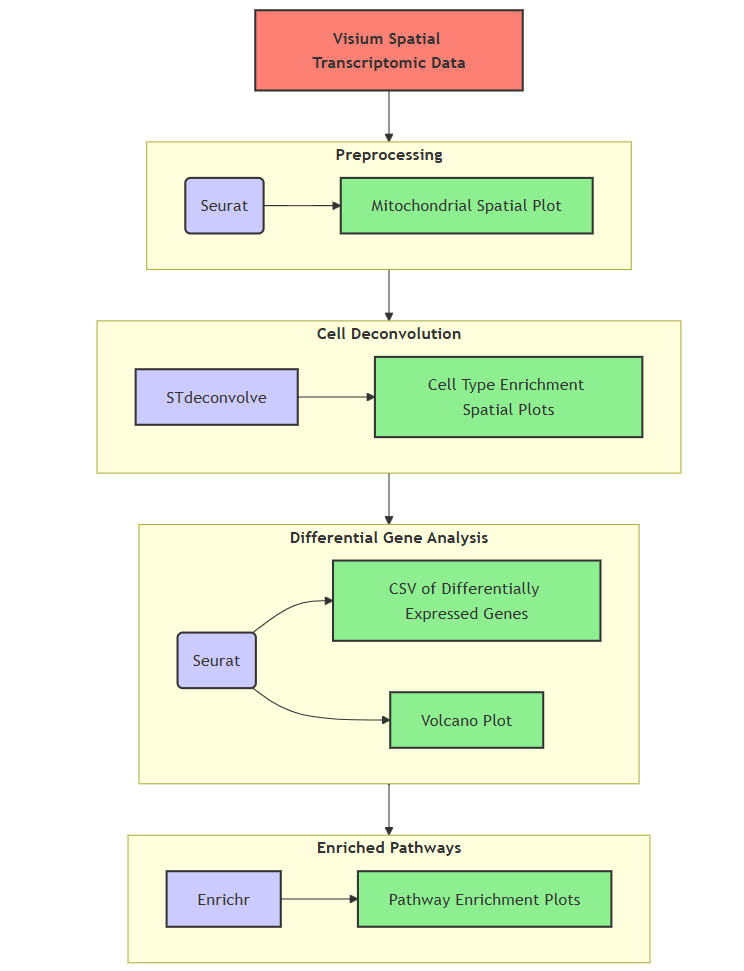 Visium Spatial
Transcriptomic Data
Preprocessing
Seurat
Mitochondrial Spatial Plot
Cell Deconvolution
STdeconvolve
Cell Type Enrichment
Spatial Plots
Differential Gene Analysis
CSV of Differentially
Expressed Genes
Seurat
Volcano Plot
Enriched Pathways
Enrichr
Pathway Enrichment Plots